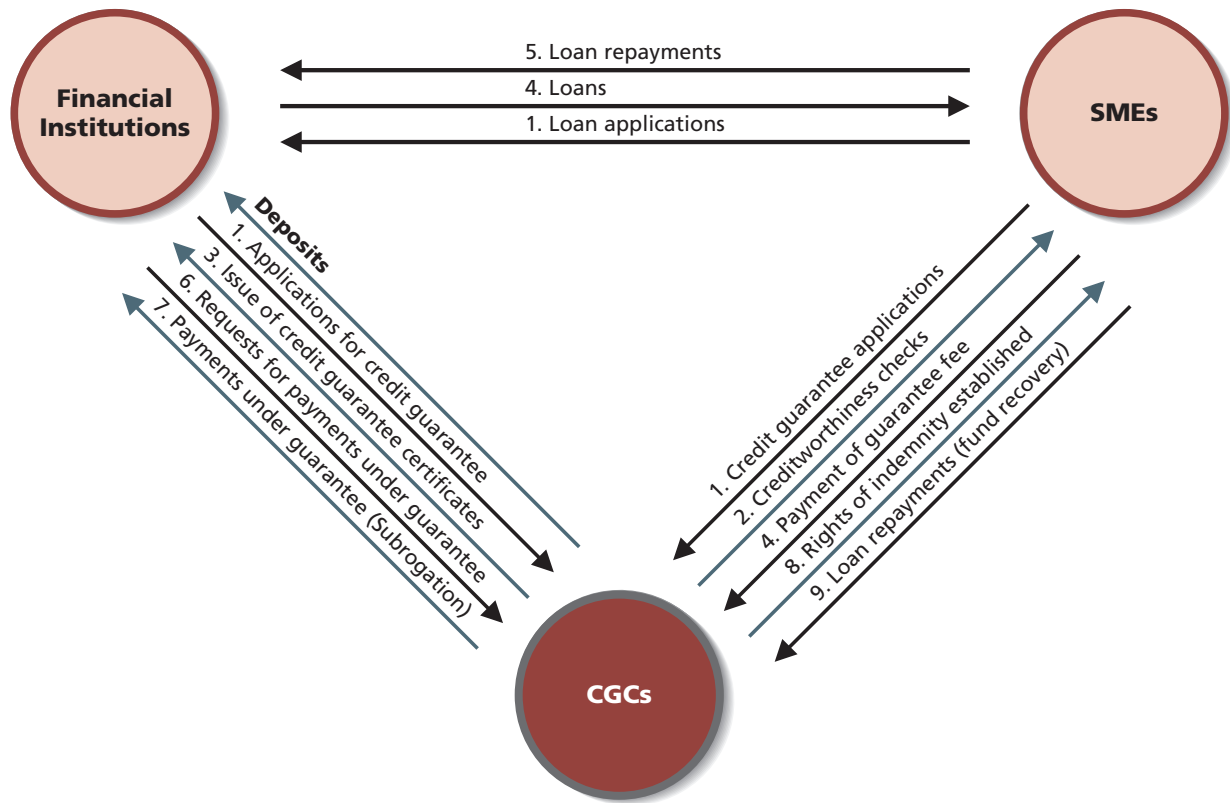 5. Loan repayments
4. Loans
1. Loan applications
Financial
Institutions
SMEs
Deposits
1. Applications for credit guarantee
3. Issue of credit guarantee certificates
6. Requests for payments under guarantee
7. Payments under guarantee (Subrogation)
1. Credit guarantee applications
2. Creditworthiness checks
4. Payment of guarantee fee
8. Rights of indemnity established
9. Loan repayments (fund recovery)
CGCs